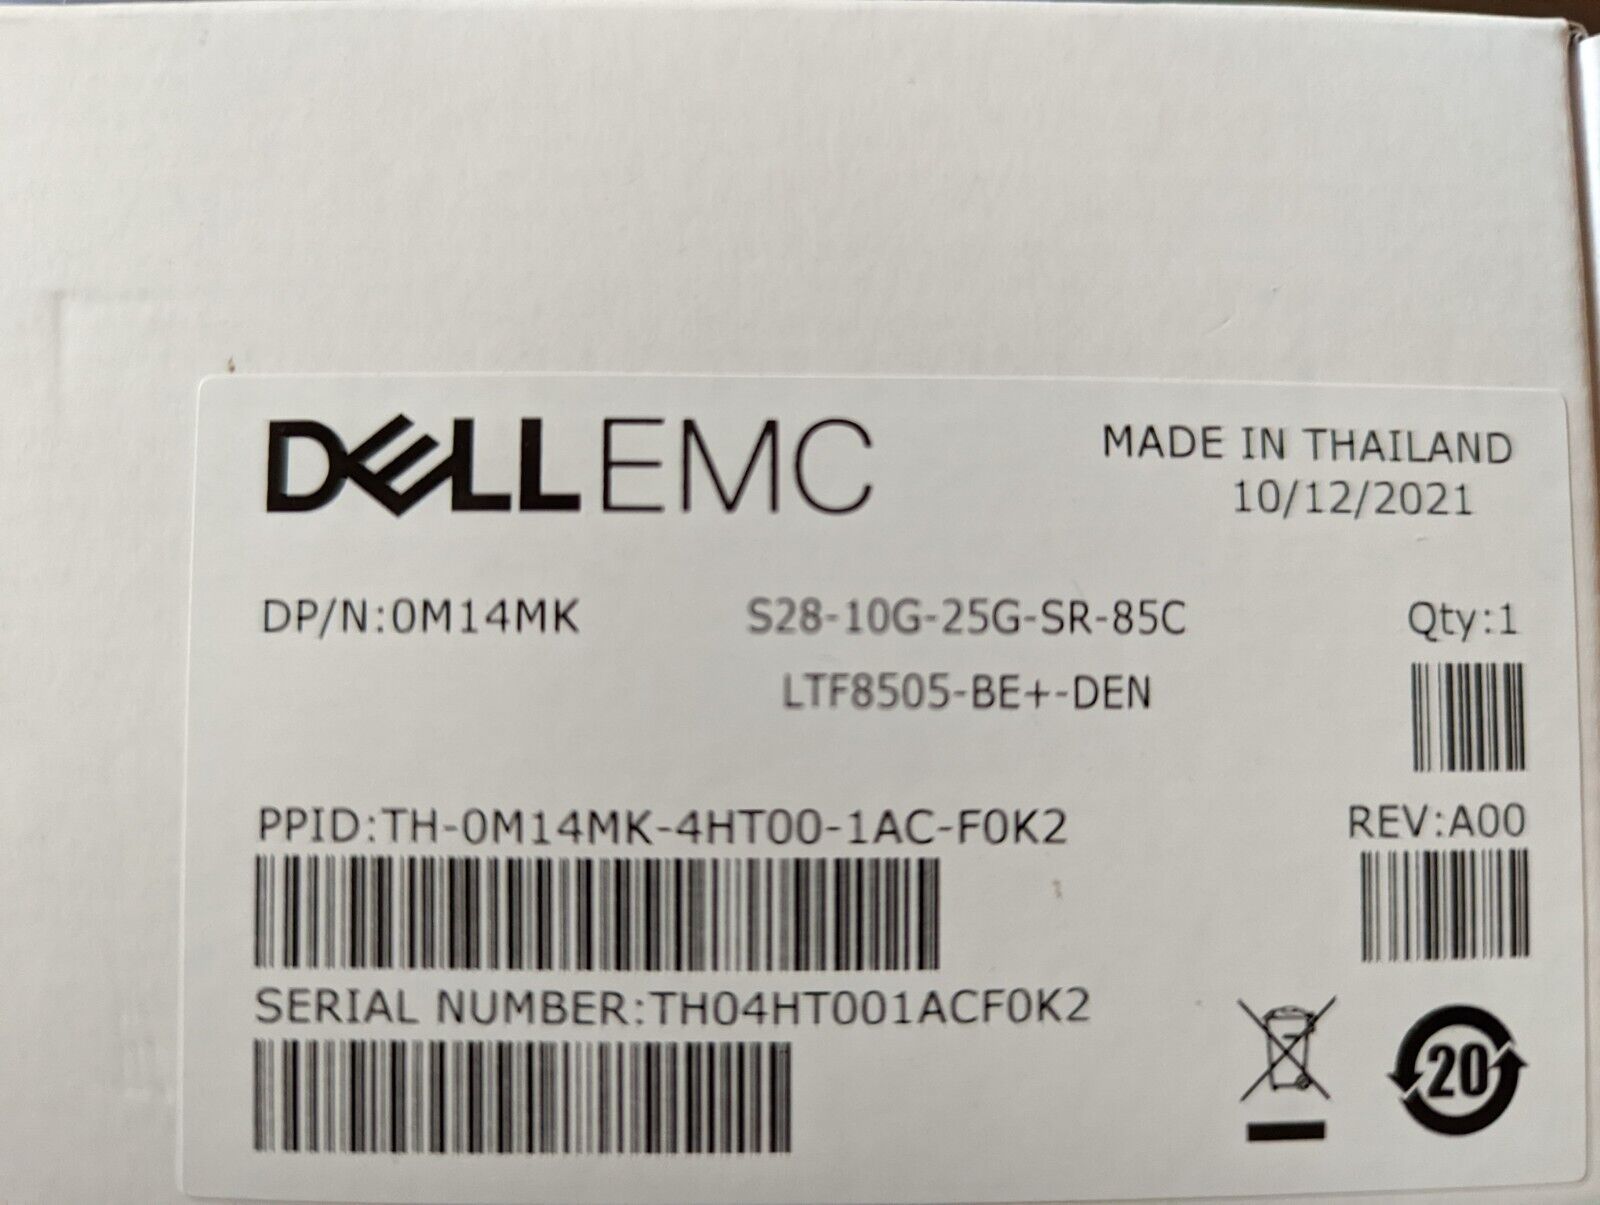 DELL EMC
MADE IN THAILAND
10/12/2021
DP/N:0M14MK
S28-10G-25G-SR-85C
Qty:1
LTF8505-BE+-DEN
PPID:TH-0M14MK-4HT00-1AC-F0K2
REV:A00
SERIAL NUMBER:TH04HT001ACF0K2
20